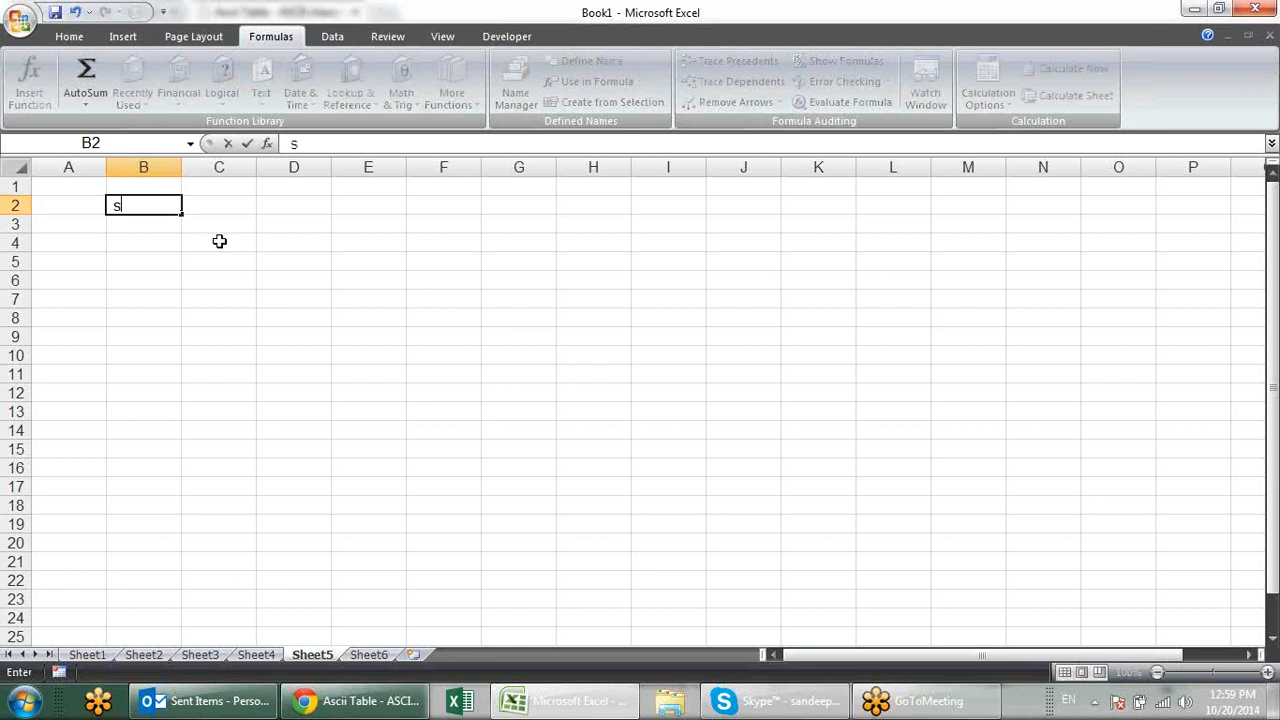 Book1 - Microsoft Excel
Home Insert Page Layout Formulas Data Review View Developer
Insert Function
AutoSum
Recently Used
Financial
Logical
Text
Date & Time
Lookup & Reference
Math & Trig
More Functions
Function Library
Name Manager
Define Name
Use in Formula
Create from Selection
Defined Names
Trace Precedents
Trace Dependents
Remove Arrows
Show Formulas
Error Checking
Evaluate Formula
Formula Auditing
Watch Window
Calculation Options
Calculate Now
Calculate Sheet
Calculation
B2 fx s
A B C D E F G H I J K L M N O P
1
2 s
3
4
5
6
7
8
9
10
11
12
13
14
15
16
17
18
19
20
21
22
23
24
25
Sheet1 Sheet2 Sheet3 Sheet4 Sheet5 Sheet6
Enter 100%
Sent Items - Perso... Ascii Table - ASCI... Microsoft Excel - ... Skype™ - sandeep... GoToMeeting EN 12:59 PM
10/20/2014